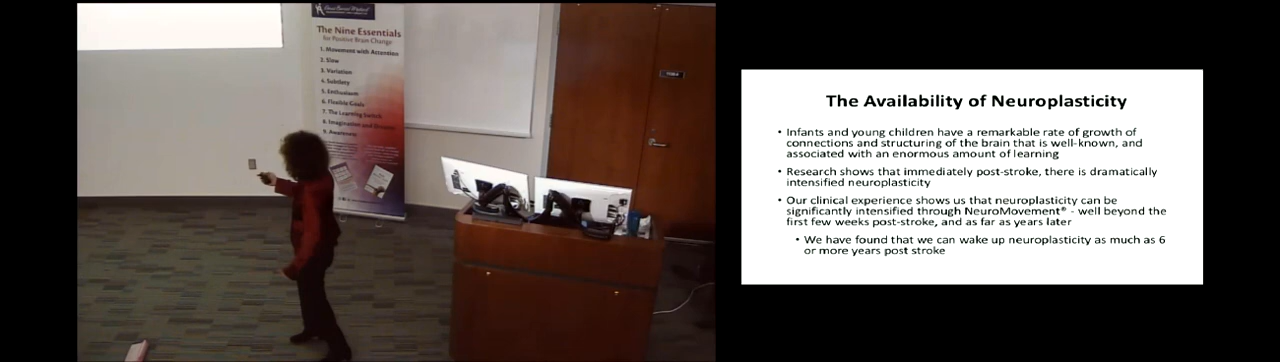 The Nine Essentials
for Positive Brain Change
1. Movement with Attention
2. Slow
3. Variation
4. Subtlety
5. Enthusiasm
6. Flexible Goals
7. The Learning Switch
8. Imagination and Dreams
9. Awareness
The Availability of Neuroplasticity
• Infants and young children have a remarkable rate of growth of
connections and structuring of the brain that is well-known, and
associated with an enormous amount of learning
• Research shows that immediately post-stroke, there is dramatically
intensified neuroplasticity
• Our clinical experience shows us that neuroplasticity can be
significantly intensified through NeuroMovement® - well beyond the
first few weeks post-stroke, and as far as years later
• We have found that we can wake up neuroplasticity as much as 6
or more years post stroke